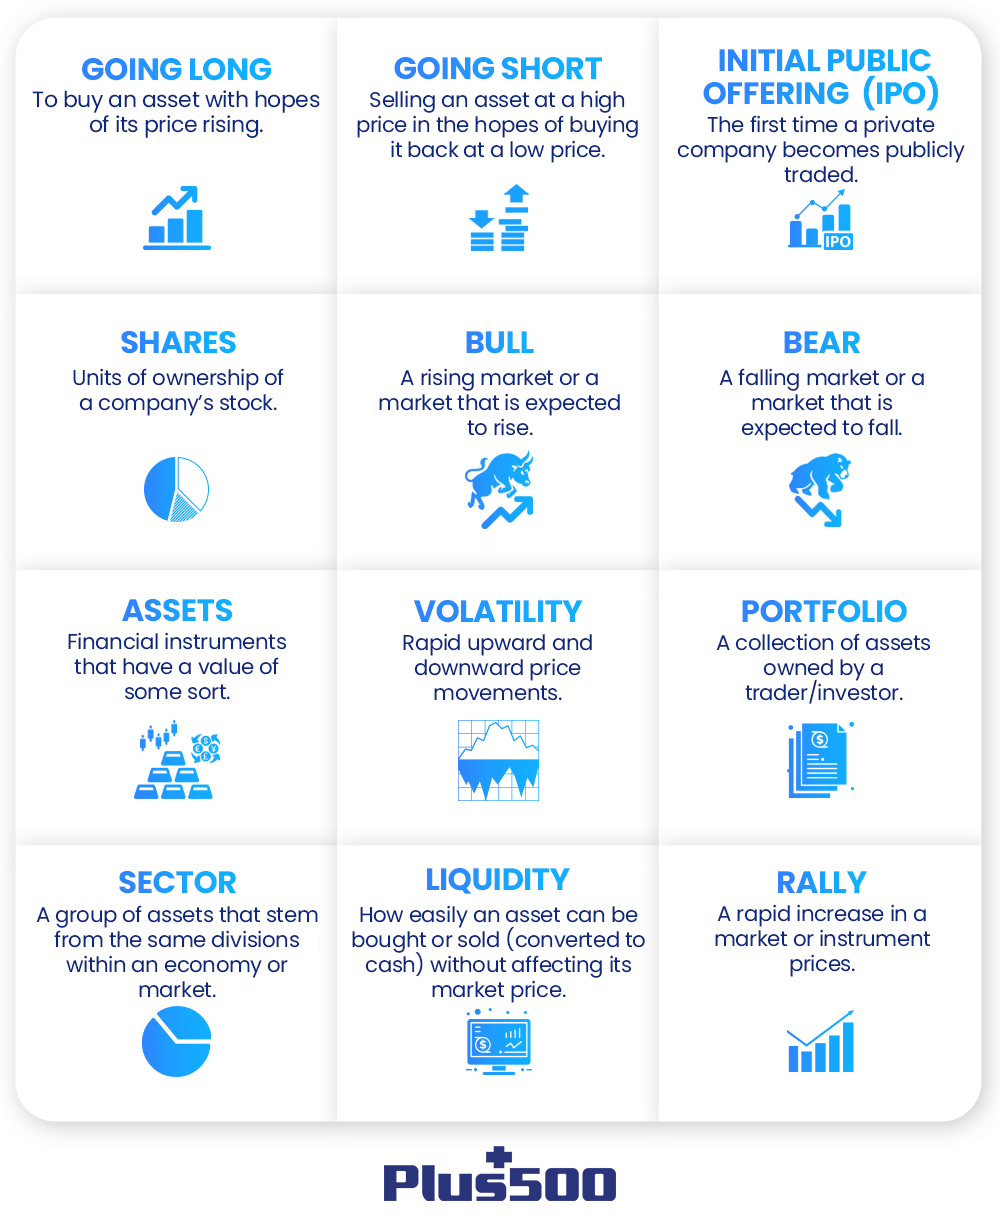 GOING LONG
To buy an asset with hopes
of its price rising.
GOING SHORT
Selling an asset at a high
price in the hopes of buying
it back at a low price.
INITIAL PUBLIC
OFFERING (IPO)
The first time a private
company becomes publicly
traded.
IPO
SHARES
Units of ownership of
a company’s stock.
BULL
A rising market or a
market that is expected
to rise.
BEAR
A falling market or a
market that is
expected to fall.
ASSETS
Financial instruments
that have a value of
some sort.
$
€ ¥
£
VOLATILITY
Rapid upward and
downward price
movements.
PORTFOLIO
A collection of assets
owned by a
trader/investor.
$
SECTOR
A group of assets that stem
from the same divisions
within an economy or
market.
LIQUIDITY
How easily an asset can be
bought or sold (converted to
cash) without affecting its
market price.
$
RALLY
A rapid increase in a
market or instrument
prices.
Plus500